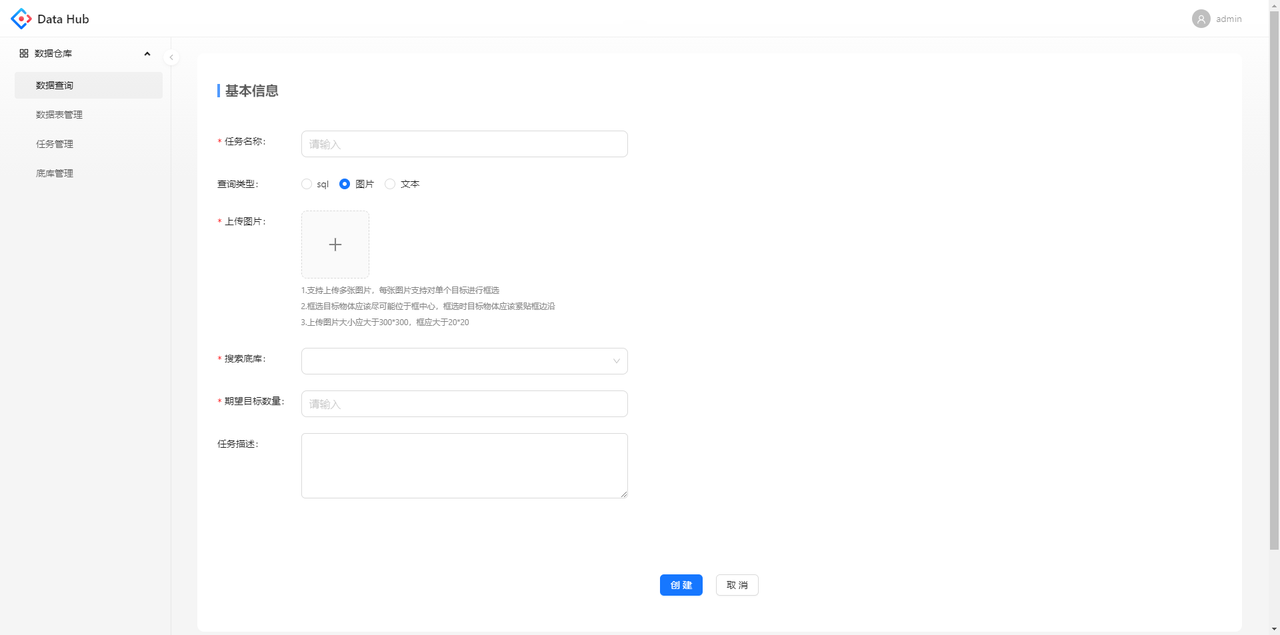 Data Hub
admin
数据仓库
数据查询
数据表管理
任务管理
底库管理
基本信息
* 任务名称:
请输入
查询类型:
sql 图片 文本
* 上传图片:
1.支持上传多张图片，每张图片支持对单个目标进行框选
2.框选目标物体应该尽可能位于框中心，框选时目标物体应该紧贴框边沿
3.上传图片大小应大于300*300，框应大于20*20
* 搜索底库:
* 期望目标数量:
请输入
任务描述:
创 建 取 消